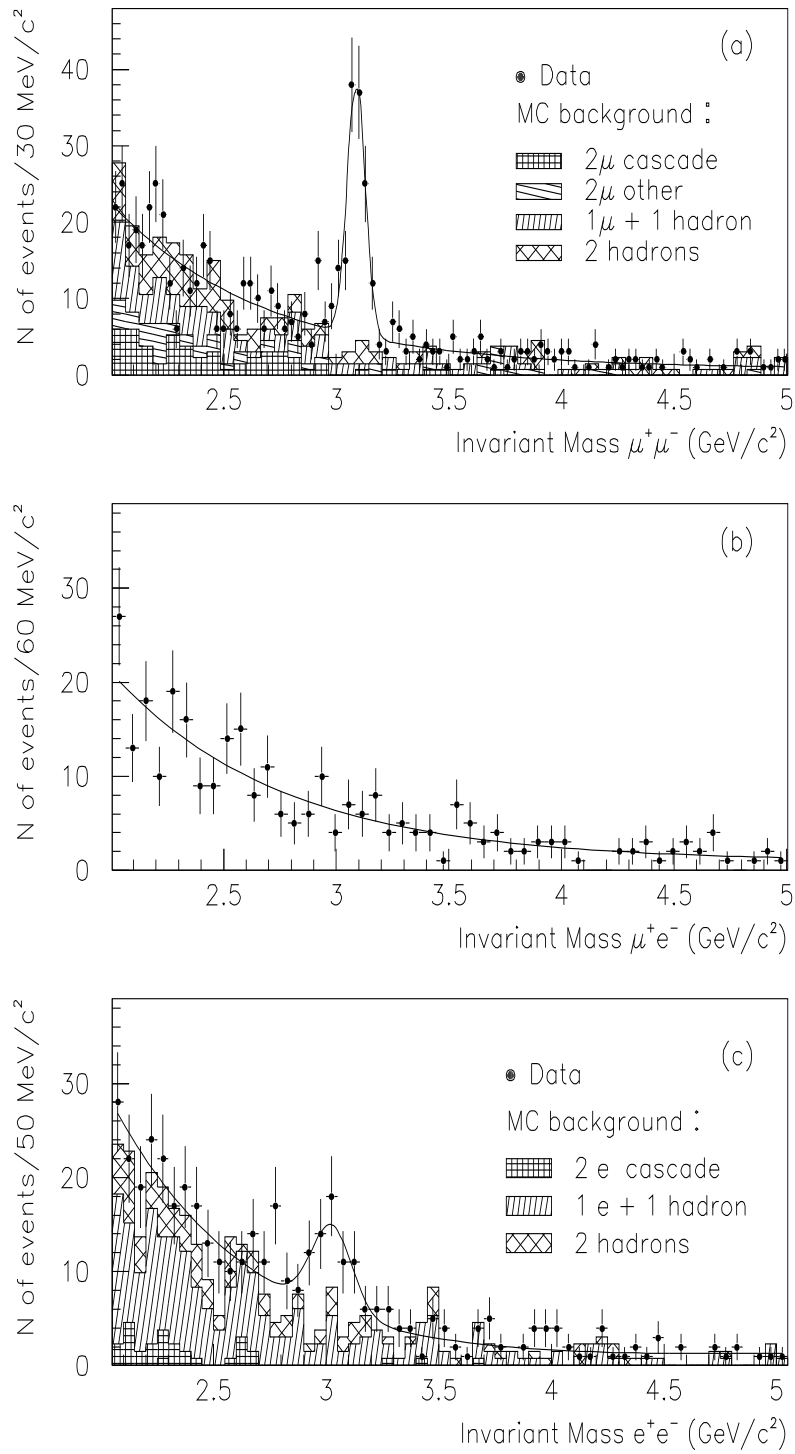 (a)
N of events/30 MeV/c²
40
30
20
10
0
Data
MC background :
2μ cascade
2μ other
1μ + 1 hadron
2 hadrons
2.5 3 3.5 4 4.5 5
Invariant Mass μ⁺μ⁻ (GeV/c²)
(b)
N of events/60 MeV/c²
30
20
10
0
2.5 3 3.5 4 4.5 5
Invariant Mass μ⁺e⁻ (GeV/c²)
(c)
N of events/50 MeV/c²
30
20
10
0
Data
MC background :
2 e cascade
1 e + 1 hadron
2 hadrons
2.5 3 3.5 4 4.5 5
Invariant Mass e⁺e⁻ (GeV/c²)